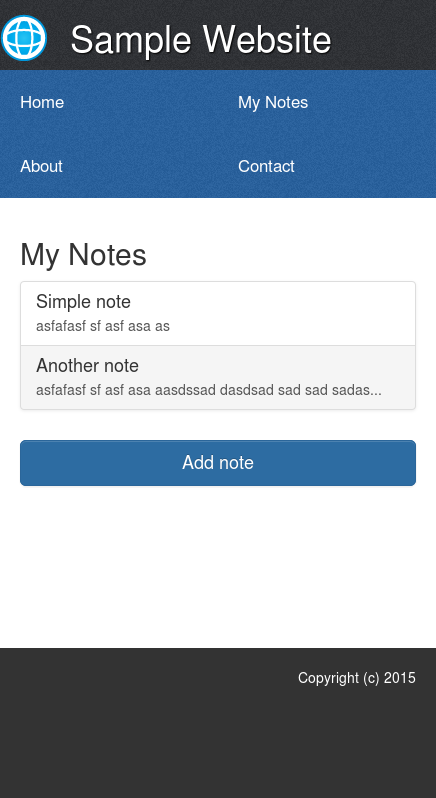 Sample Website
Home My Notes
About Contact
My Notes
Simple note
asfafasf sf asf asa as
Another note
asfafasf sf asf asa aasdssad dasdsad sad sad sadas...
Add note
Copyright (c) 2015